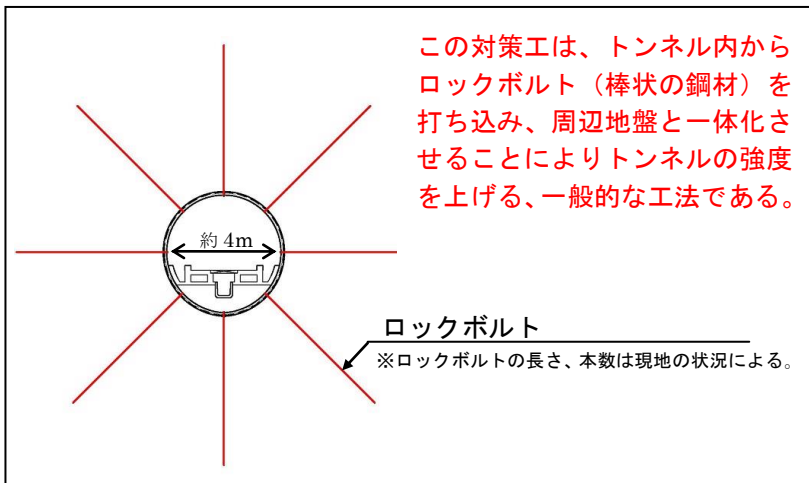 この対策工は、トンネル内から
ロックボルト（棒状の鋼材）を
打ち込み、周辺地盤と一体化さ
せることによりトンネルの強度
を上げる、一般的な工法である。
約 4m
ロックボルト
※ロックボルトの長さ、本数は現地の状況による。